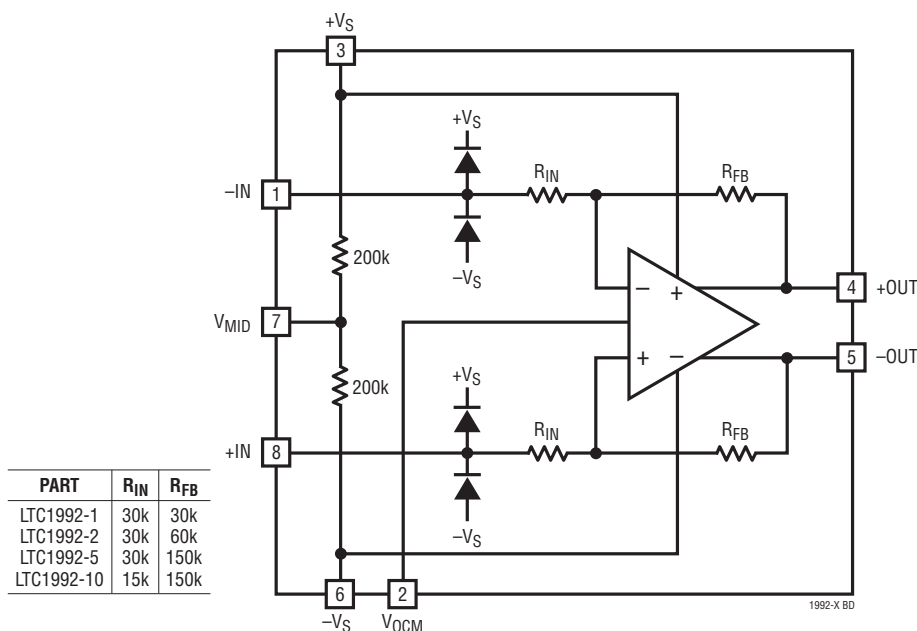 +VS
3
+VS
–IN
1
RIN
RFB
200k
–VS
– +
4
+OUT
VMID
7
+ –
5
–OUT
200k
+VS
RIN
RFB
+IN
8
–VS
PART RIN RFB
LTC1992-1 30k 30k
LTC1992-2 30k 60k
LTC1992-5 30k 150k
LTC1992-10 15k 150k
6
2
1992-X BD
–VS
VOCM